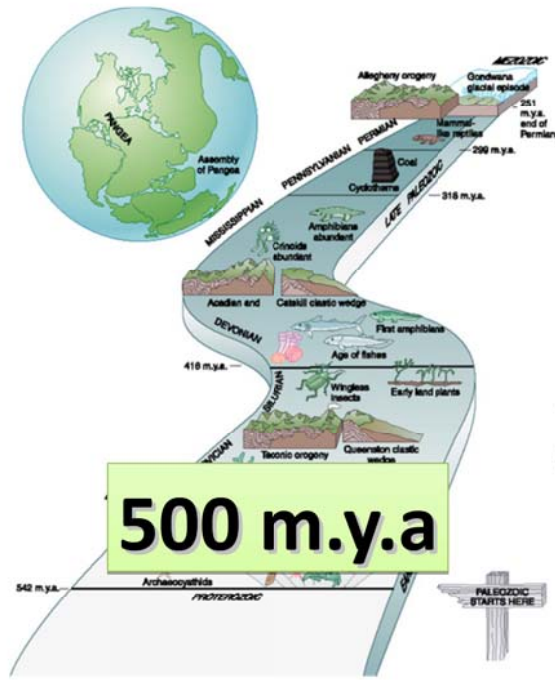 MEZOZOIC
Allegheny orogeny
Gondwana
glacial episode
251
m.y.a.
end of
Permian
PANGEA
Assembly
of Pangea
PERMIAN
Mammal-
like reptiles
299 m.y.a.
PENNSYLVANIAN
Coal
Cyclothems
318 m.y.a.
LATE PALEOZOIC
MISSISSIPPIAN
Amphibians
abundant
Crinoids
abundant
Acadian and
Catskill clastic wedge
DEVONIAN
First amphibians
Age of fishes
416 m.y.a.
SILURIAN
Wingless
insects
Early land plants
Taconic orogeny
Queenston clastic
wedge
500 m.y.a
542 m.y.a.
Archaeocyathids
PROTEROZOIC
PALEOZOIC
STARTS HERE